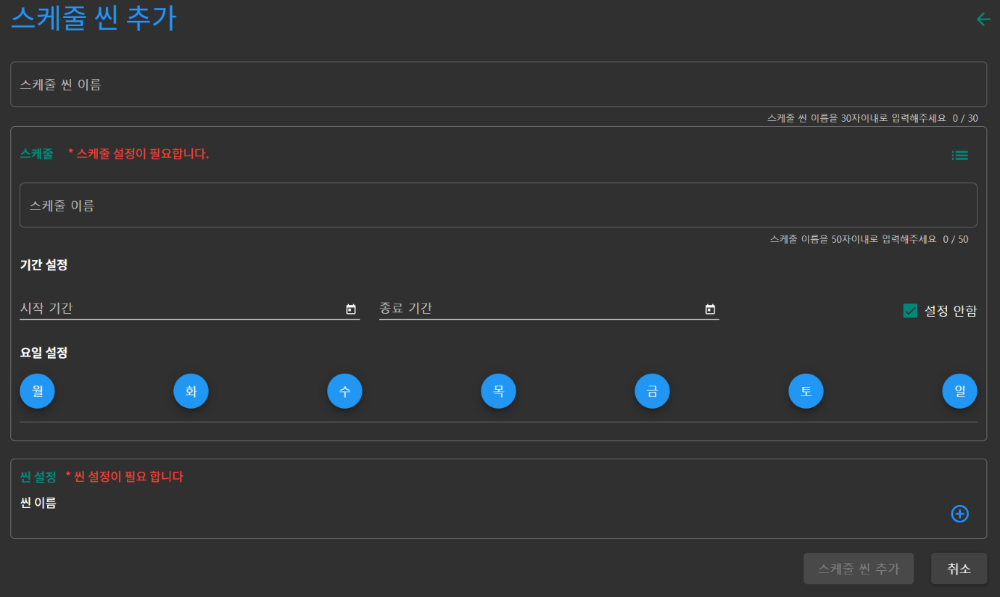 스케줄 씬 추가
스케줄 씬 이름
스케줄 씬 이름을 30자이내로 입력해주세요 0 / 30
스케줄 * 스케줄 설정이 필요합니다.
스케줄 이름
스케줄 이름을 50자이내로 입력해주세요 0 / 50
기간 설정
시작 기간 종료 기간 설정 안함
요일 설정
월 화 수 목 금 토 일
씬 설정 * 씬 설정이 필요 합니다
씬 이름
스케줄 씬 추가 취소